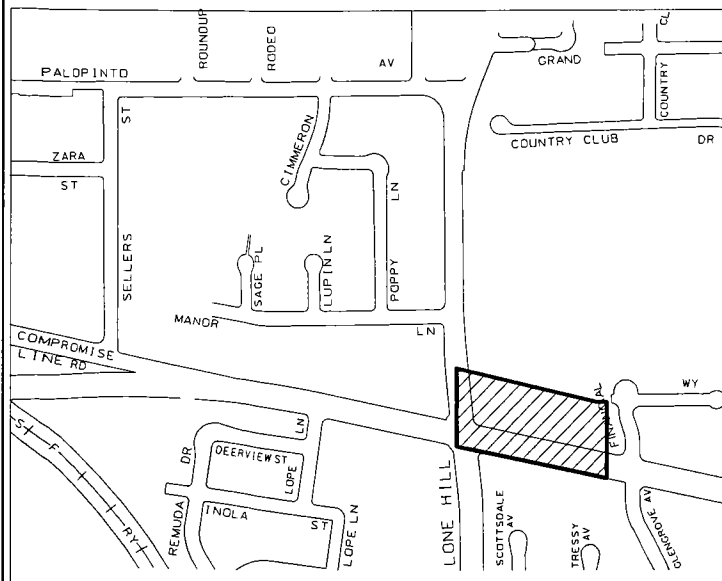 ROUNDUP
RODEO
PALOPINTO
AV
GRAND
CL
COUNTRY
COUNTRY CLUB
DR
ST
ZARA
ST
CIMMERON
LN
SELLERS
SAGE PL
LUPIN LN
POPPY
MANOR
LN
COMPROMISE
LINE RD
WY
FINANCIAL
LN
DR
DEERVIEW ST
LOPE
S
F
RY
REMUDA
INOLA
ST
LOPE LN
LONE HILL
SCOTTSDALE
AV
TRESSY
AV
GLENGROVE AV